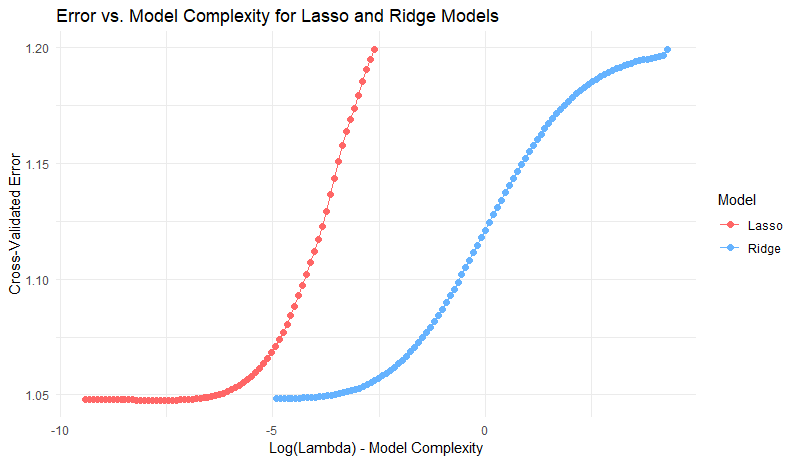 Error vs. Model Complexity for Lasso and Ridge Models
Cross-Validated Error
1.20
1.15
1.10
1.05
-10
-5
0
Log(Lambda) - Model Complexity
Model
Lasso
Ridge